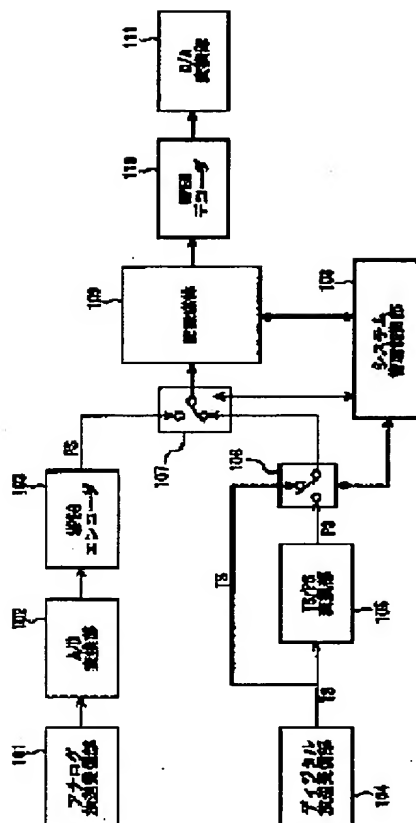 101
アナログ
放送受信部
102
A/D
変換部
103
MPEG
エンコーダ
PS
107
109
記録媒体
110
MPEG
デコーダ
111
D/A
変換部
104
ディジタル
放送受信部
TS
TS
TS/PS
変換部
105
PS
106
108
システム
管理制御部